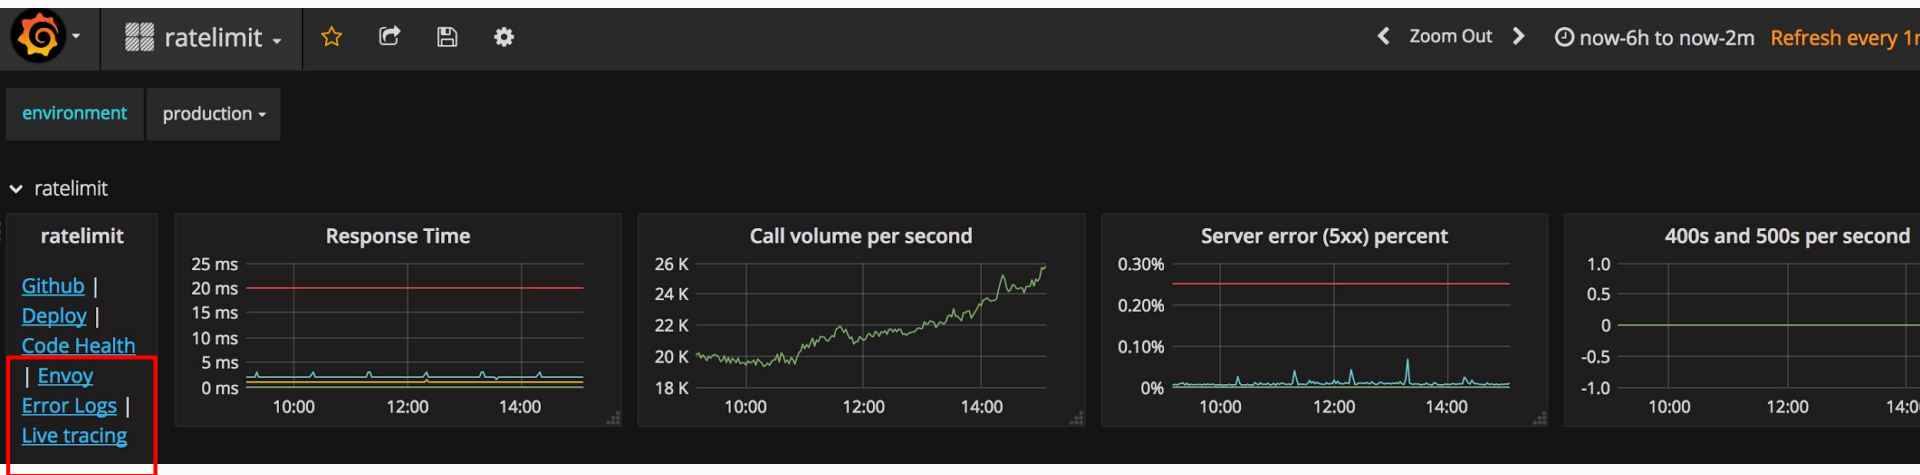 ratelimit
Zoom Out
now-6h to now-2m Refresh every 1m
environment production
ratelimit
ratelimit
Github |
Deploy |
Code Health
| Envoy
Error Logs |
Live tracing
Response Time
25 ms
20 ms
15 ms
10 ms
5 ms
0 ms
10:00 12:00 14:00
Call volume per second
26 K
24 K
22 K
20 K
18 K
10:00 12:00 14:00
Server error (5xx) percent
0.30%
0.20%
0.10%
0%
10:00 12:00 14:00
400s and 500s per second
1.0
0.5
0
-0.5
-1.0
10:00 12:00 14:0